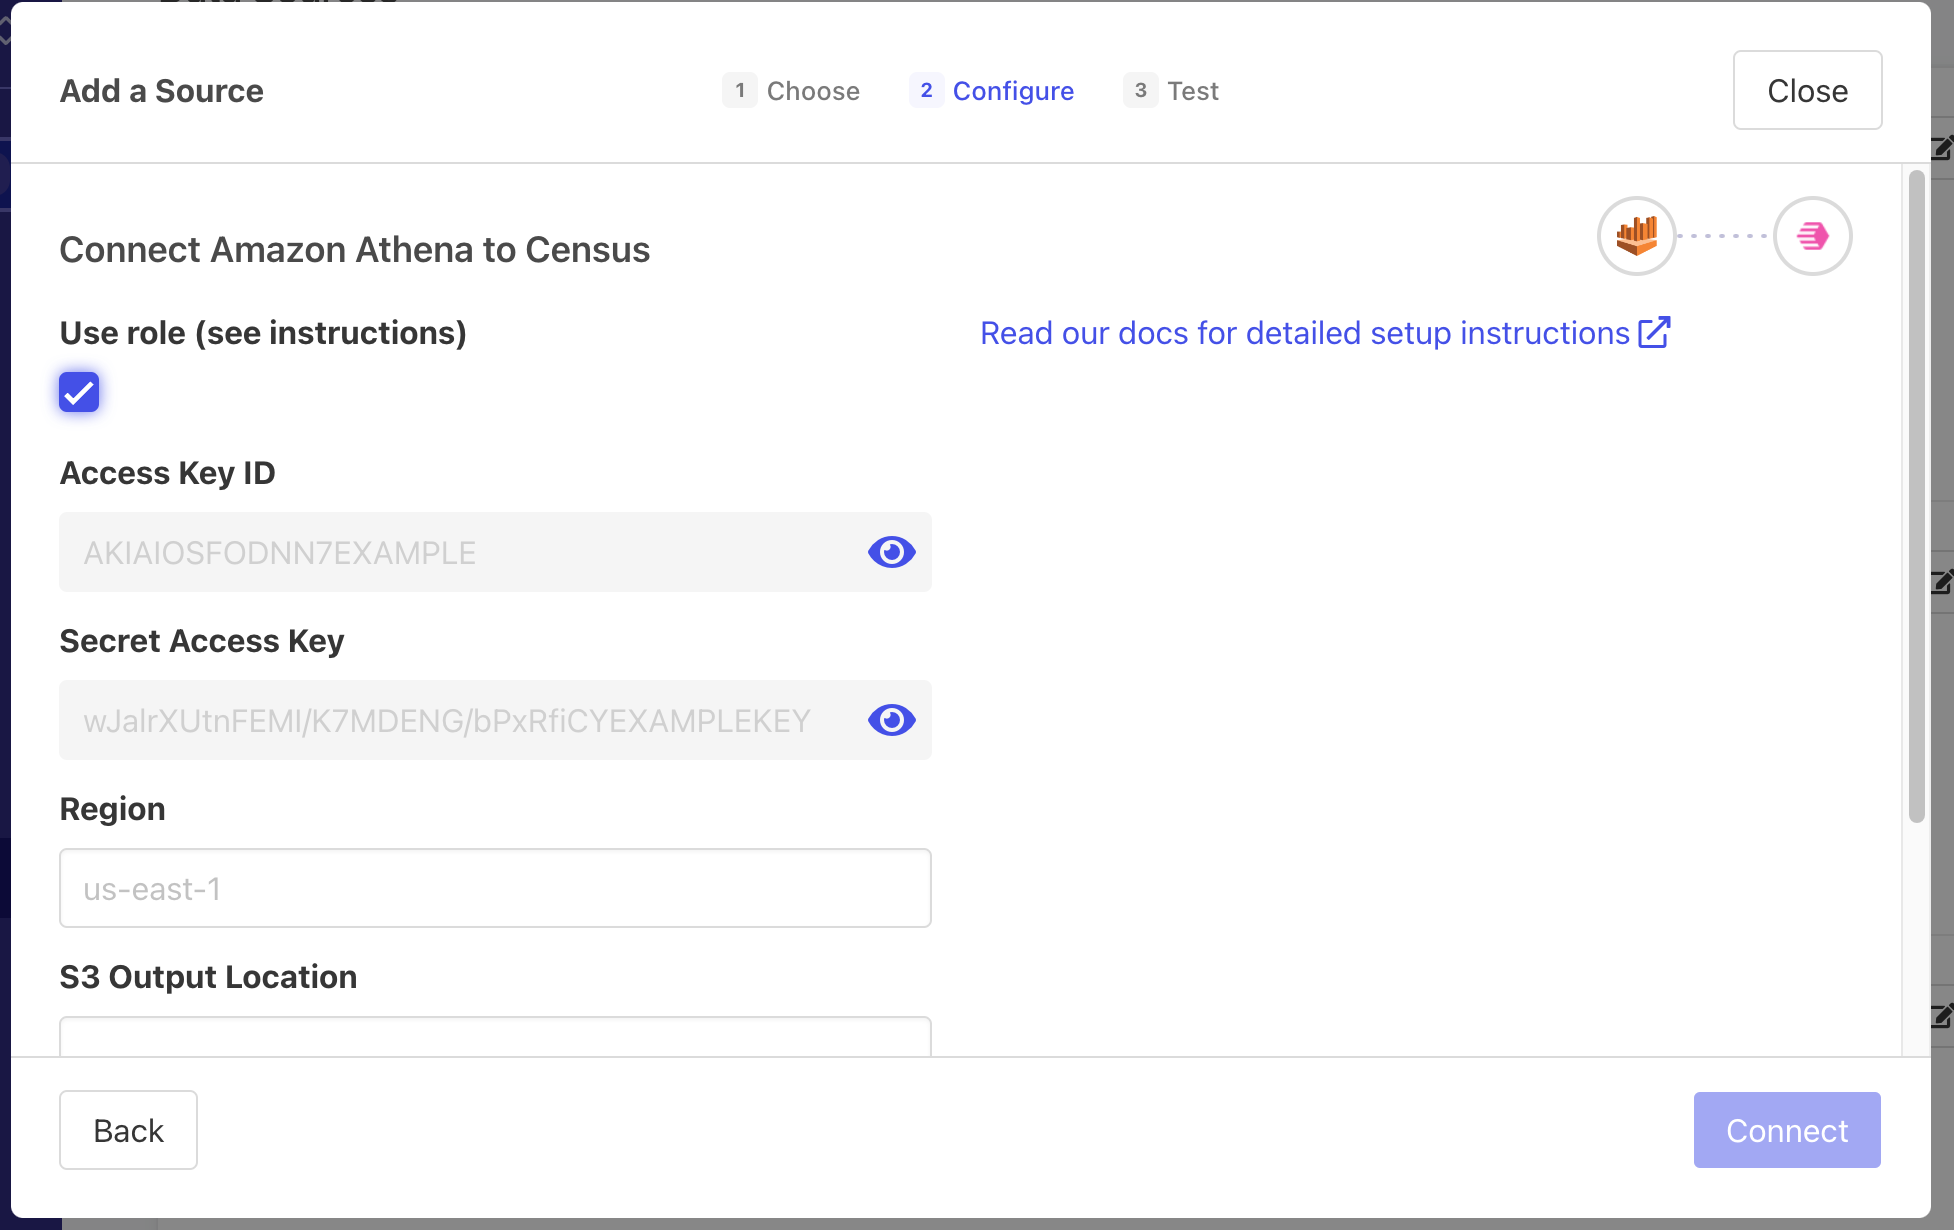 Add a Source
1 Choose
2 Configure
3 Test
Close
Connect Amazon Athena to Census
Use role (see instructions)
Read our docs for detailed setup instructions
Access Key ID
AKIAIOSFODNN7EXAMPLE
Secret Access Key
wJalrXUtnFEMI/K7MDENG/bPxRfiCYEXAMPLEKEY
Region
us-east-1
S3 Output Location
Back
Connect